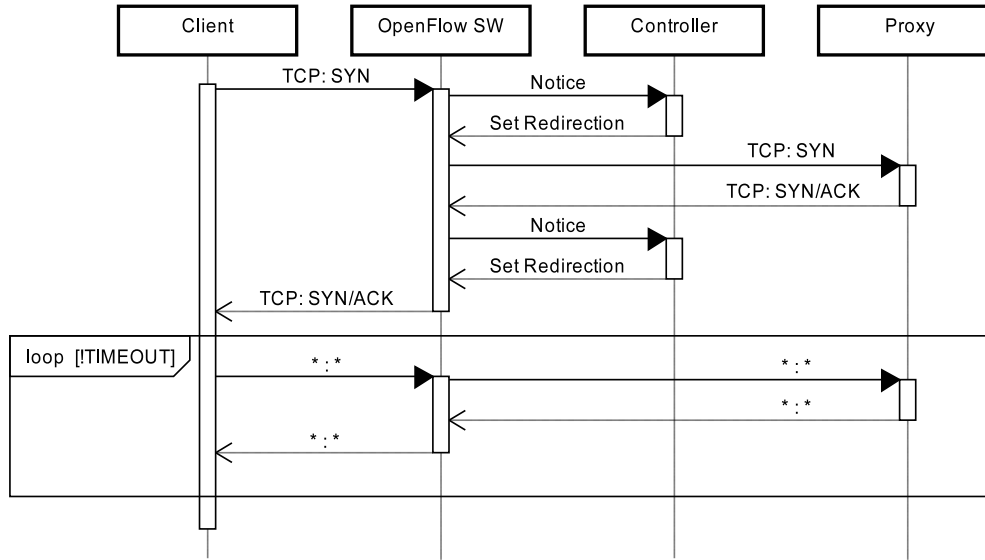 Client
OpenFlow SW
Controller
Proxy
TCP: SYN
Notice
Set Redirection
TCP: SYN
TCP: SYN/ACK
Notice
Set Redirection
TCP: SYN/ACK
loop [!TIMEOUT]
* : *
* : *
* : *
* : *